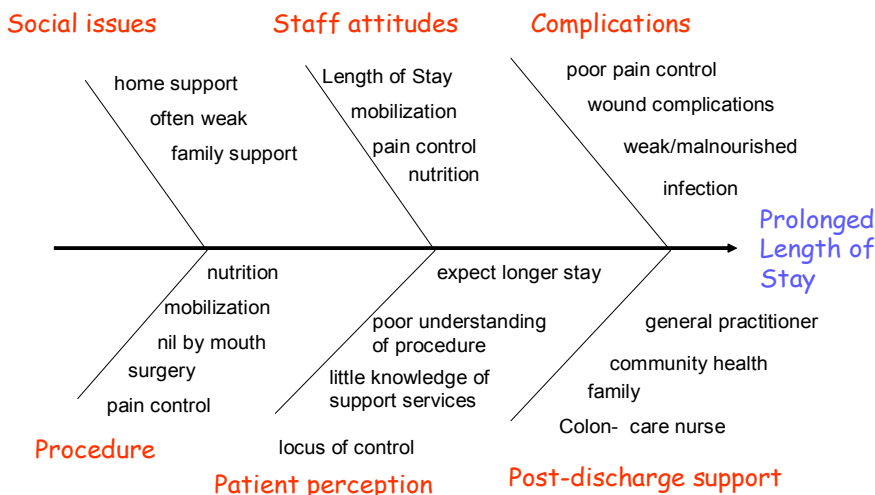 Social issues
Staff attitudes
Complications
home support
often weak
family support
Length of Stay
mobilization
pain control
nutrition
poor pain control
wound complications
weak/malnourished
infection
Prolonged
Length of
Stay
nutrition
mobilization
nil by mouth
surgery
pain control
expect longer stay
poor understanding
of procedure
little knowledge of
support services
locus of control
general practitioner
community health
family
Colon- care nurse
Procedure
Patient perception
Post-discharge support